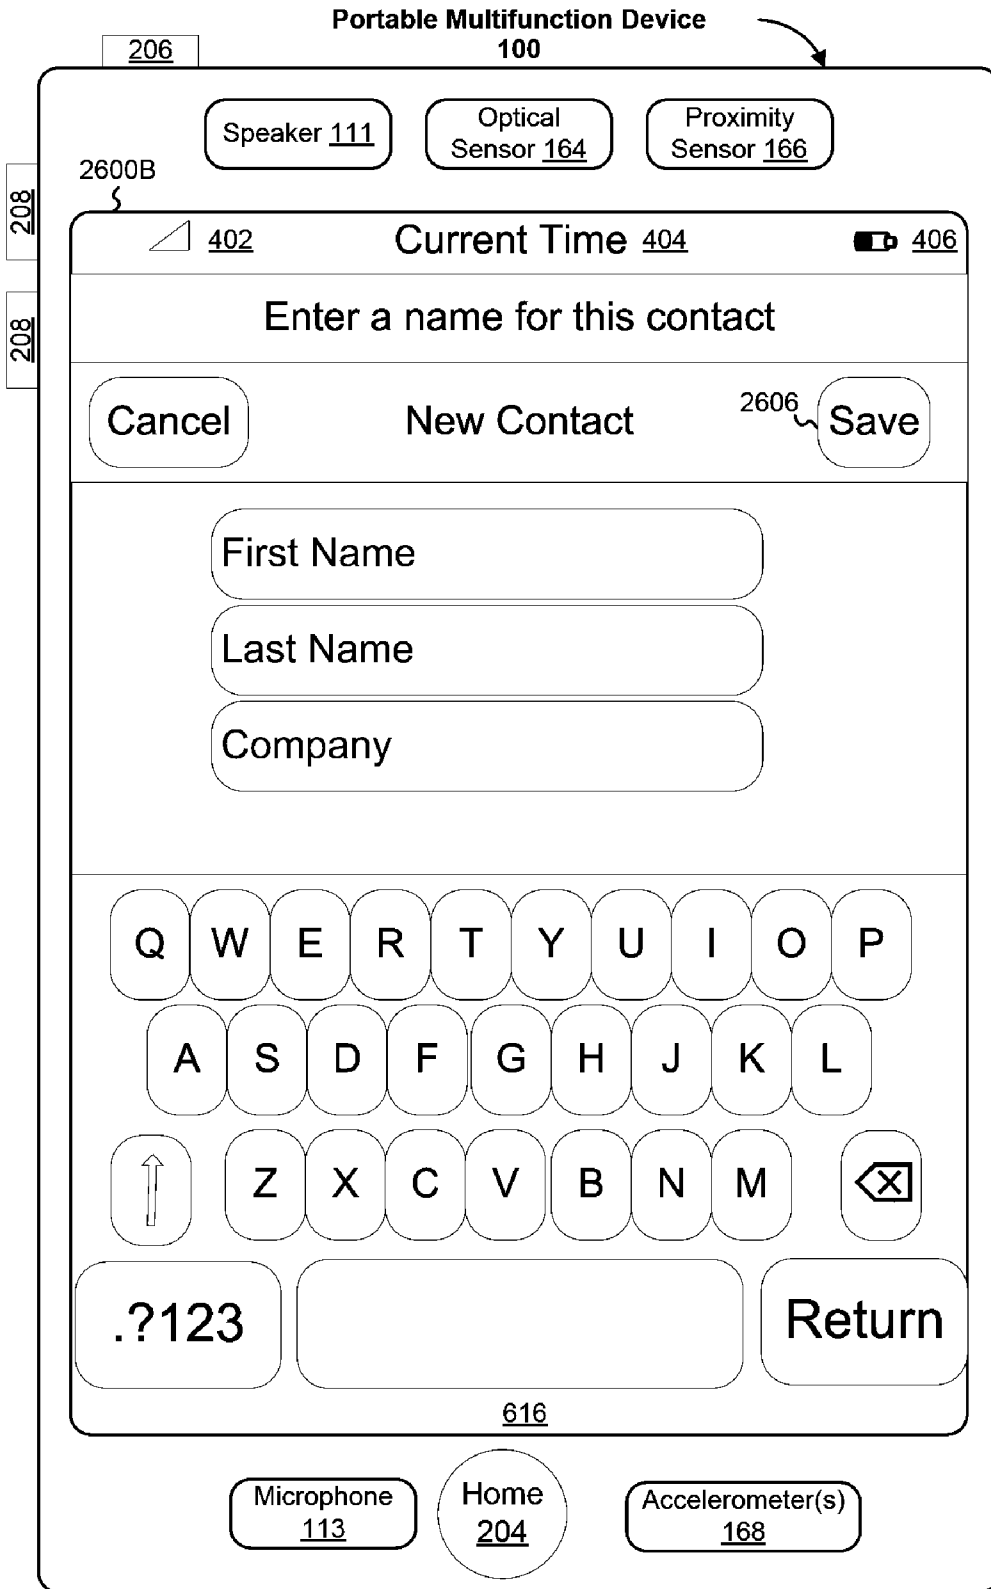 Portable Multifunction Device
100
206
Speaker 111
Optical
Sensor 164
Proximity
Sensor 166
2600B
208
208
402
Current Time 404
406
Enter a name for this contact
Cancel
New Contact
2606
Save
First Name
Last Name
Company
Q W E R T Y U I O P
A S D F G H J K L
Z X C V B N M
X
.?123
Return
616
Microphone
113
Home
204
Accelerometer(s)
168